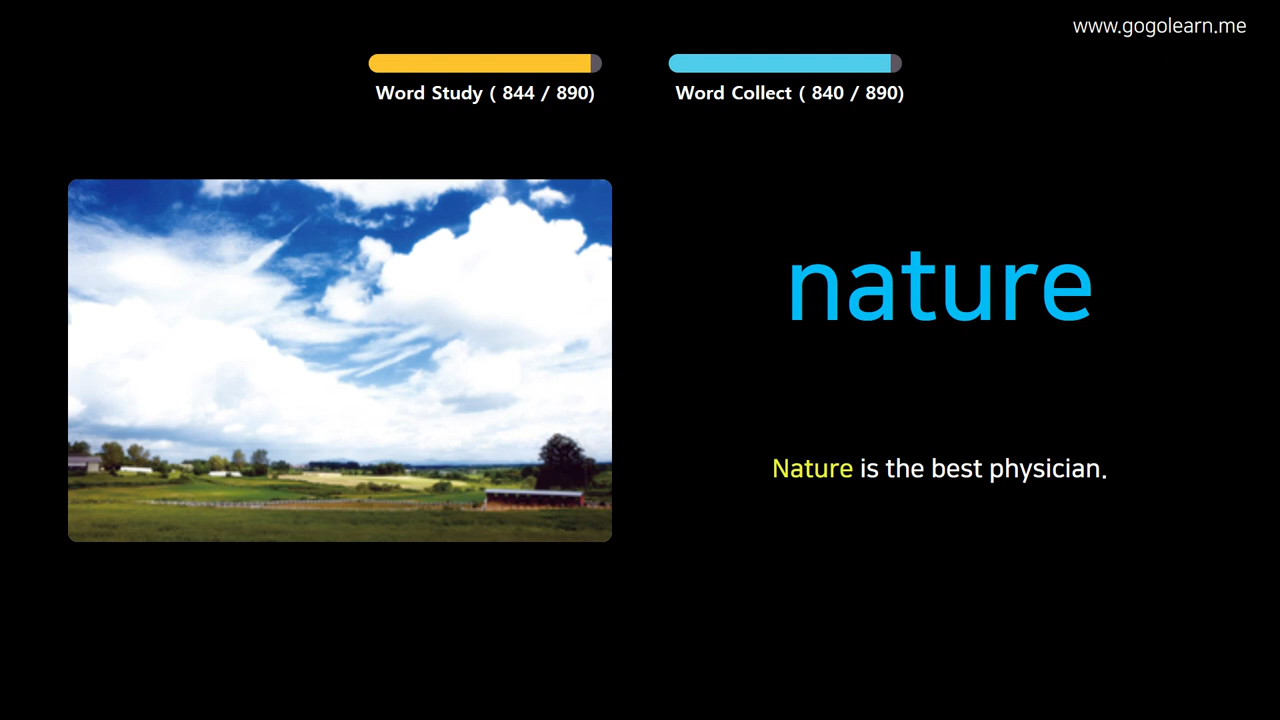 www.gogolearn.me
Word Study ( 844 / 890)
Word Collect ( 840 / 890)
nature
Nature is the best physician.